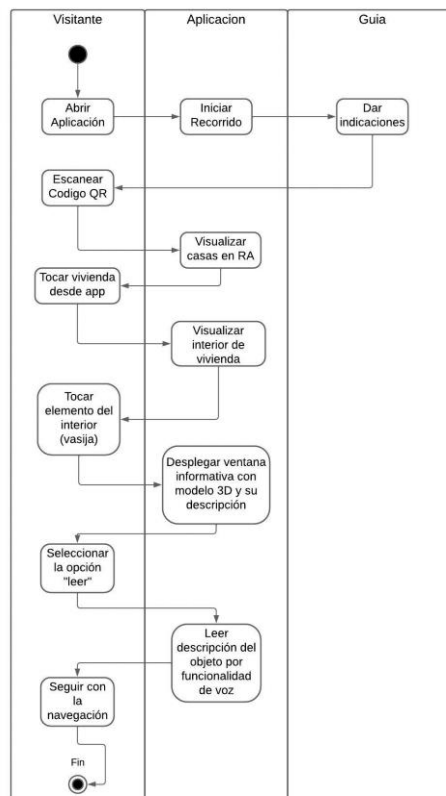 Visitante
Aplicacion
Guia
Abrir
Aplicación
Iniciar
Recorrido
Dar
indicaciones
Escanear
Codigo QR
Visualizar
casas en RA
Tocar vivienda
desde app
Visualizar
interior de
vivienda
Tocar
elemento del
interior
(vasija)
Desplegar ventana
informativa con
modelo 3D y su
descripción
Seleccionar
la opción
"leer"
Leer
descripción del
objeto por
funcionalidad
de voz
Seguir con
la
navegación
Fin